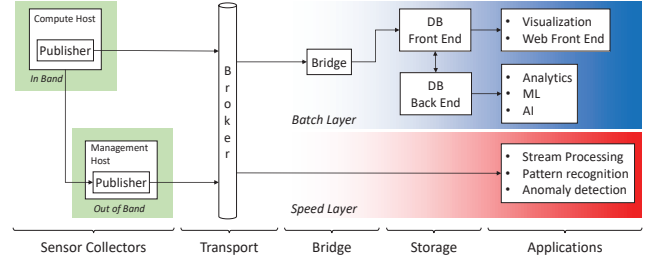 Compute Host
Publisher
In Band
Management
Host
Publisher
Out of Band
Broker
Bridge
DB
Front End
DB
Back End
• Visualization
• Web Front End
• Analytics
• ML
• AI
Batch Layer
• Stream Processing
• Pattern recognition
• Anomaly detection
Speed Layer
Sensor Collectors
Transport
Bridge
Storage
Applications